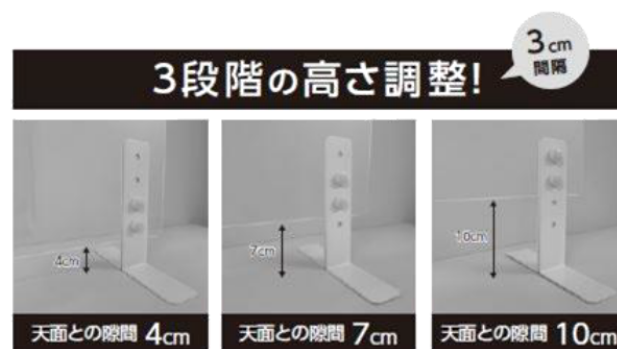 3段階の高さ調整!
3cm
間隔
4cm
7cm
10cm
天面との隙間 4cm
天面との隙間 7cm
天面との隙間 10cm